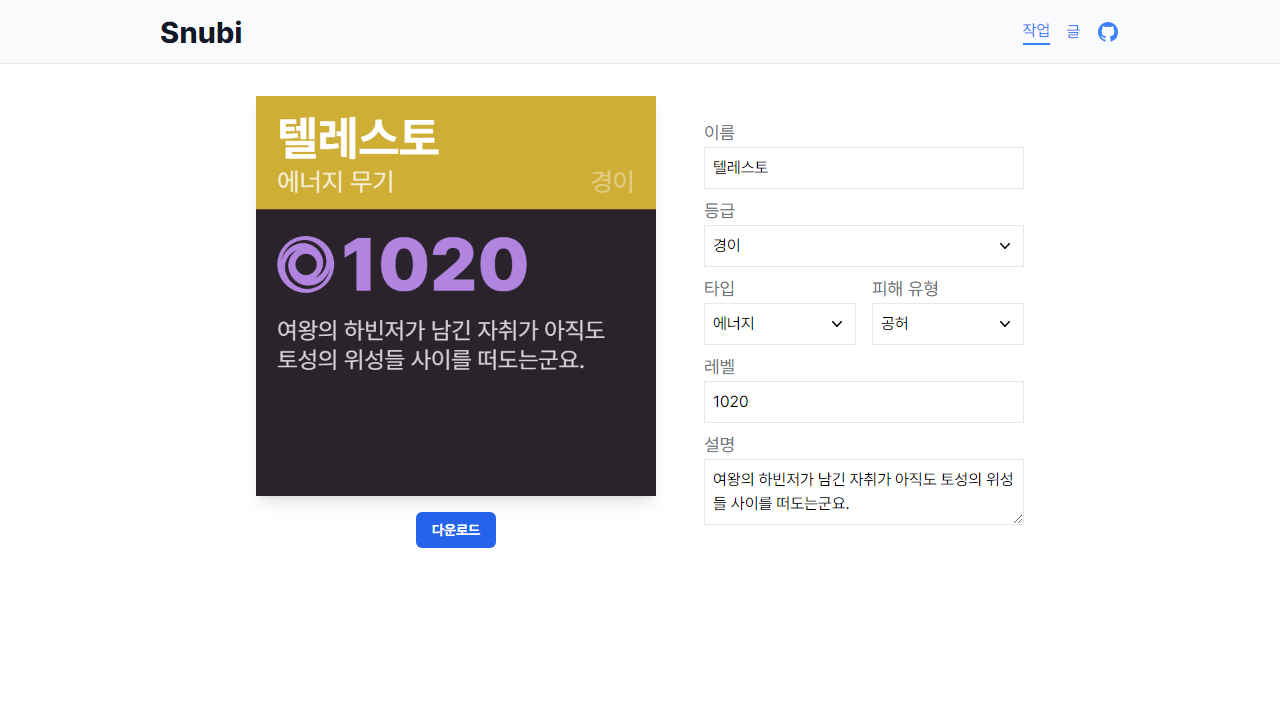 Snubi
작업
글
텔레스토
에너지 무기
경이
1020
여왕의 하빈저가 남긴 자취가 아직도
토성의 위성들 사이를 떠도는군요.
다운로드
이름
텔레스토
등급
경이
타입
피해 유형
에너지
공허
레벨
1020
설명
여왕의 하빈저가 남긴 자취가 아직도 토성의 위성
들 사이를 떠도는군요.